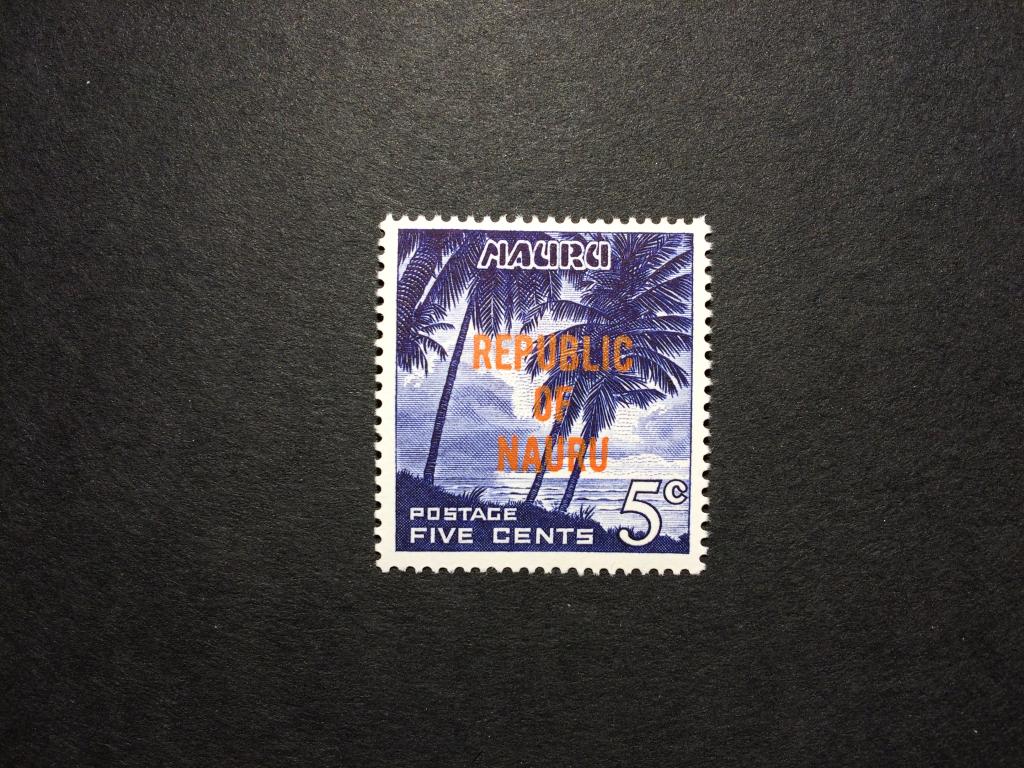 NAURU
REPUBLIC
OF
NAURU
POSTAGE
FIVE CENTS
5c